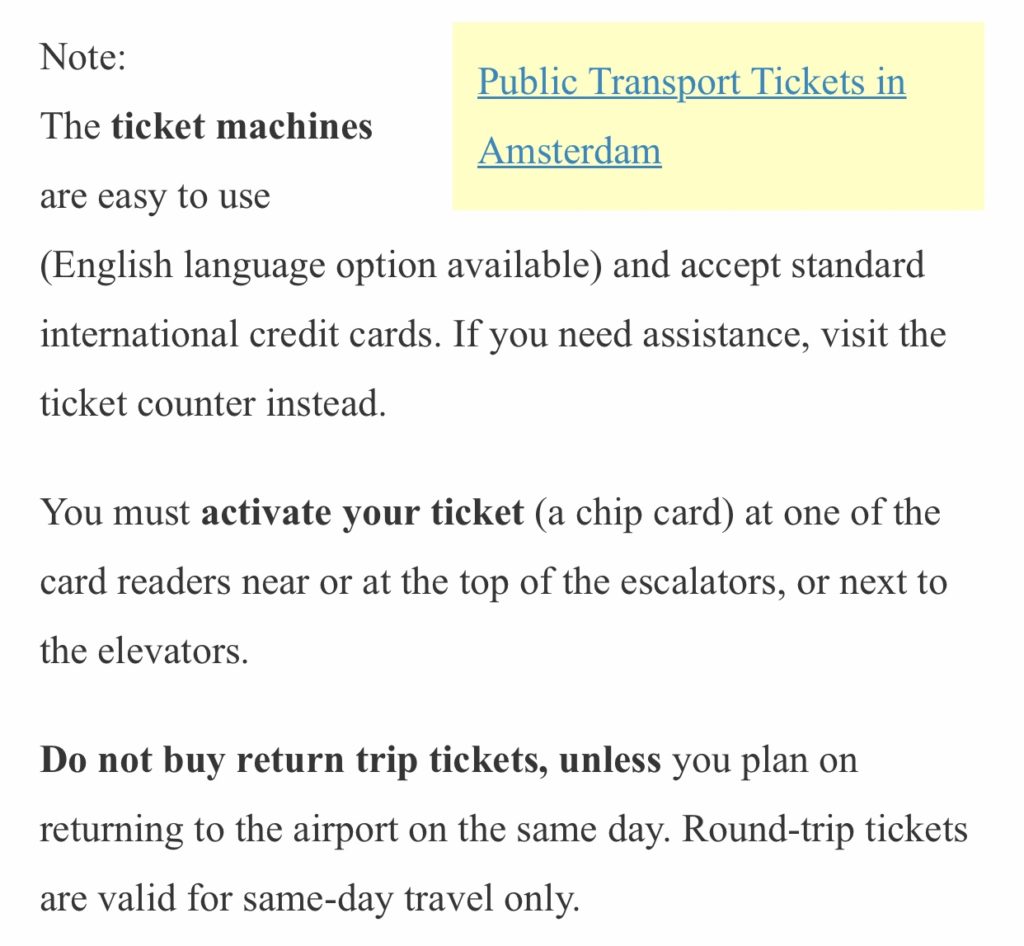 Note:
The ticket machines
are easy to use
Public Transport Tickets in
Amsterdam
(English language option available) and accept standard
international credit cards. If you need assistance, visit the
ticket counter instead.
You must activate your ticket (a chip card) at one of the
card readers near or at the top of the escalators, or next to
the elevators.
Do not buy return trip tickets, unless you plan on
returning to the airport on the same day. Round-trip tickets
are valid for same-day travel only.